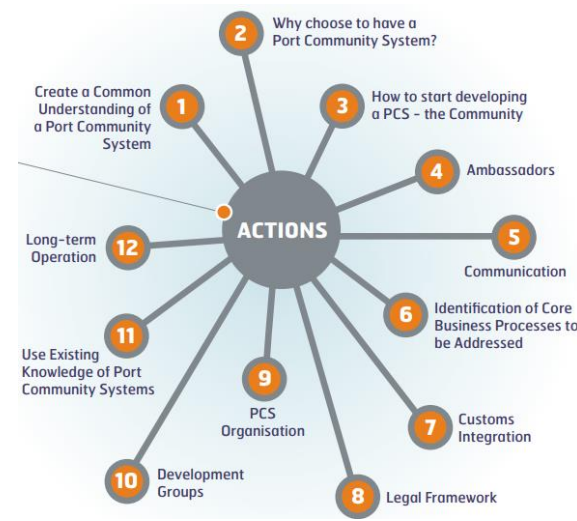 2
Why choose to have a
Port Community System?
1
Create a Common
Understanding of
a Port Community
System
3
How to start developing
a PCS - the Community
4
Ambassadors
ACTIONS
5
Communication
12
Long-term
Operation
6
Identification of Core
Business Processes to
be Addressed
11
Use Existing
Knowledge of Port
Community Systems
9
PCS
Organisation
7
Customs
Integration
10
Development
Groups
8
Legal Framework